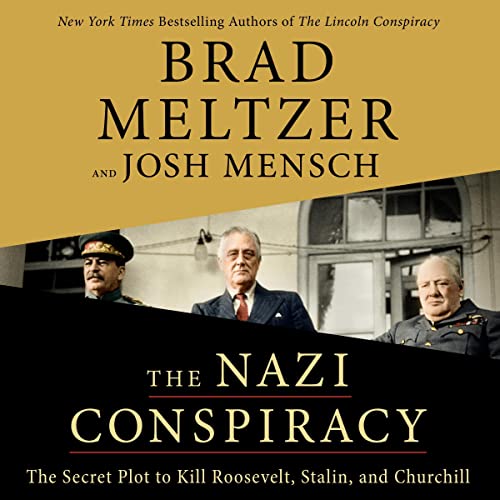 New York Times Bestselling Authors of The Lincoln Conspiracy
BRAD
MELTZER
AND JOSH MENSCH
THE NAZI
CONSPIRACY
The Secret Plot to Kill Roosevelt, Stalin, and Churchill